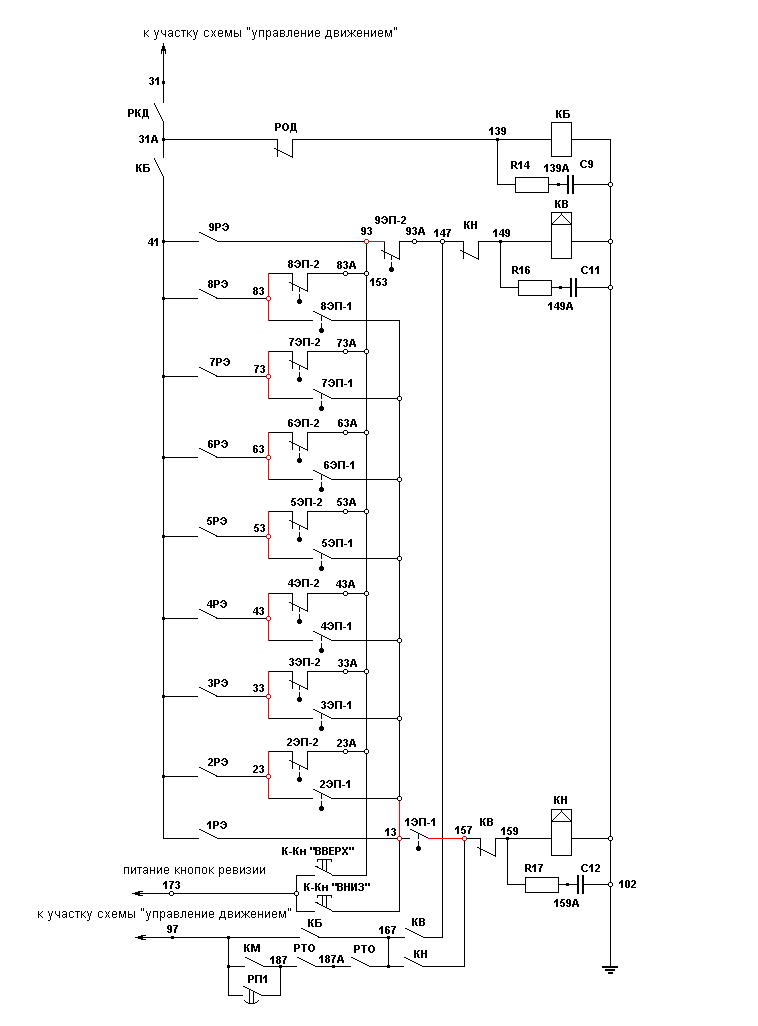 к участку схемы "управление движением"
31
РКД
31А
РОД
139
КБ
КБ
R14
139А
C9
КВ
9РЭ
41
93
9ЭП-2
93А
147
КН
149
153
R16
149А
C11
8РЭ
83
8ЭП-2
83А
8ЭП-1
7РЭ
73
7ЭП-2
73А
7ЭП-1
6РЭ
63
6ЭП-2
63А
6ЭП-1
5РЭ
53
5ЭП-2
53А
5ЭП-1
4РЭ
43
4ЭП-2
43А
4ЭП-1
3РЭ
33
3ЭП-2
33А
3ЭП-1
2РЭ
23
2ЭП-2
23А
2ЭП-1
1РЭ
13
1ЭП-1
157
КВ
159
КН
R17
159А
C12
102
К-Кн "ВВЕРХ"
питание кнопок ревизии
173
К-Кн "ВНИЗ"
к участку схемы "управление движением"
97
КБ
167
КВ
КМ
187
РТО
187А
РТО
КН
РП1